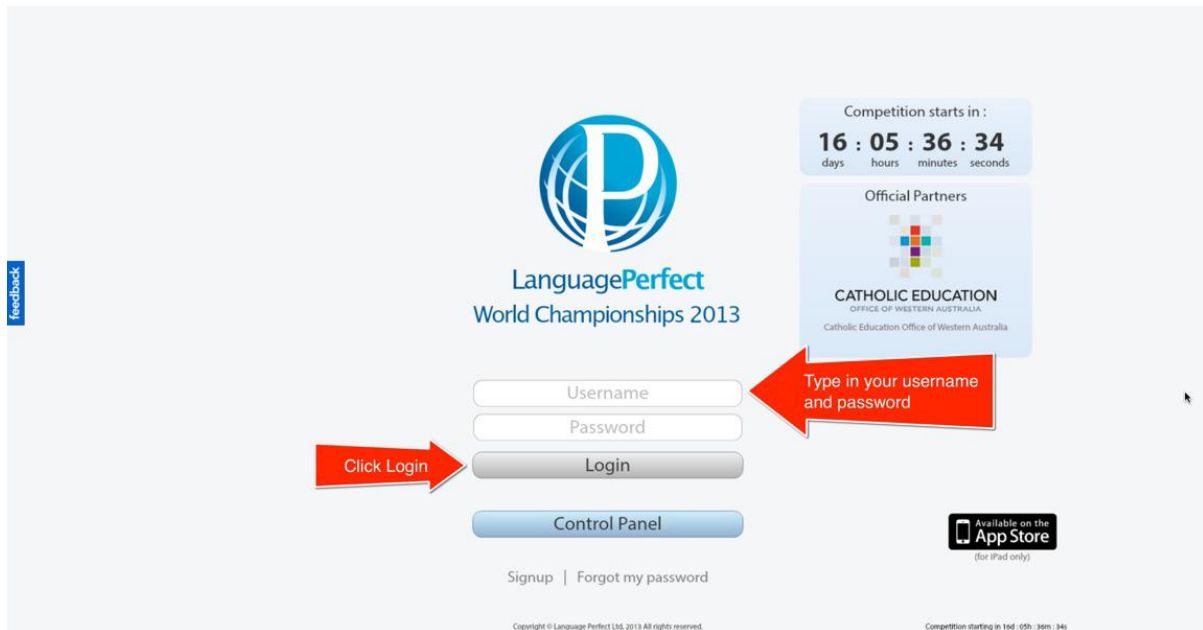 Competition starts in :
16 : 05 : 36 : 34
days hours minutes seconds
Official Partners
CATHOLIC EDUCATION
OFFICE OF WESTERN AUSTRALIA
Catholic Education Office of Western Australia
P
LanguagePerfect
World Championships 2013
feedback
Type in your username
and password
Username
Password
Click Login
Login
Control Panel
Available on the
App Store
(for iPad only)
Signup | Forgot my password
Copyright © Language Perfect Ltd, 2013 All rights reserved.
Competition starting in 16d : 05h : 36m : 34s